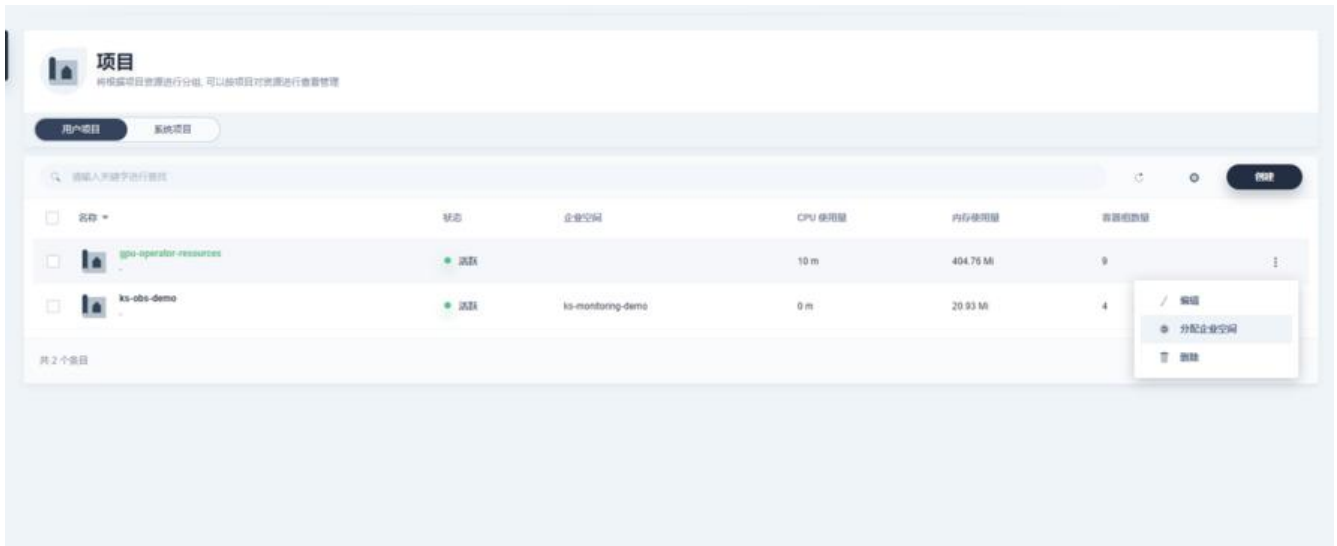 项目
将根据项目资源进行分组, 可以按项目对资源进行查看管理
用户项目 系统项目
请输入关键字进行查找 创建
名称 状态 企业空间 CPU 使用量 内存使用量 容器组数量
gpu-operator-resources 活跃 10 m 404.76 Mi 9
-
ks-obs-demo 活跃 ks-monitoring-demo 0 m 20.93 Mi 4
-
编辑
分配企业空间
删除
共 2 个条目